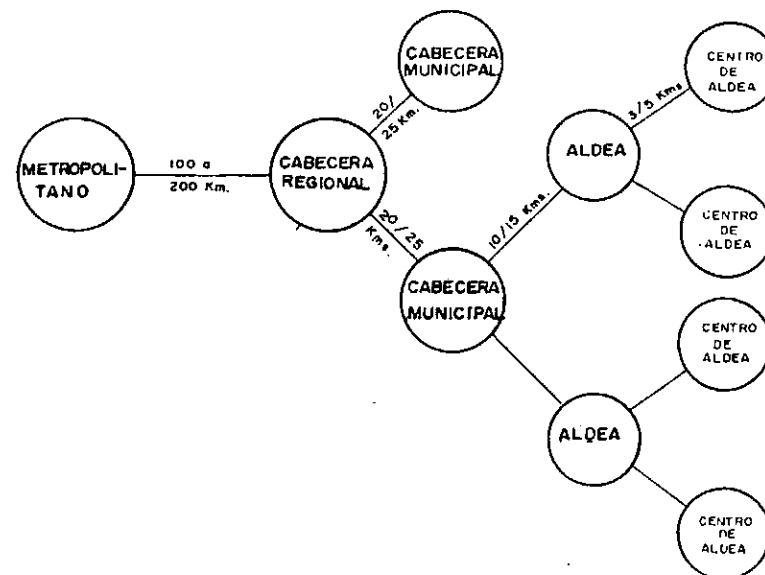 METROPOLI-
TANO
100 a
200 Km.
CABECERA
REGIONAL
20/
25 Km.
CABECERA
MUNICIPAL
20/25
Kms.
CABECERA
MUNICIPAL
10/15 Kms.
ALDEA
3/5 Kms
CENTRO
DE
ALDEA
CENTRO
DE
ALDEA
ALDEA
CENTRO
DE
ALDEA
CENTRO
DE
ALDEA